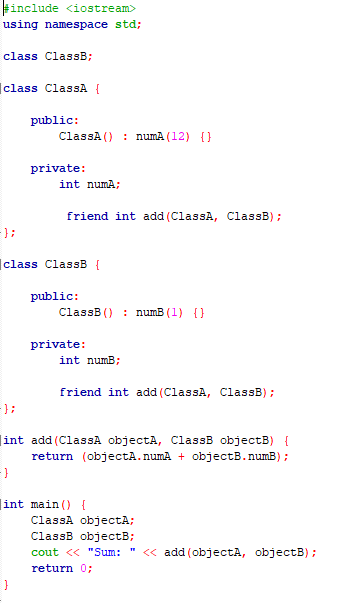 #include <iostream>
using namespace std;

class ClassB;

class ClassA {

    public:
        ClassA() : numA(12) {}

    private:
        int numA;

         friend int add(ClassA, ClassB);
};

class ClassB {

    public:
        ClassB() : numB(1) {}

    private:
        int numB;

        friend int add(ClassA, ClassB);
};

int add(ClassA objectA, ClassB objectB) {
    return (objectA.numA + objectB.numB);
}

int main() {
    ClassA objectA;
    ClassB objectB;
    cout << "Sum: " << add(objectA, objectB);
    return 0;
}